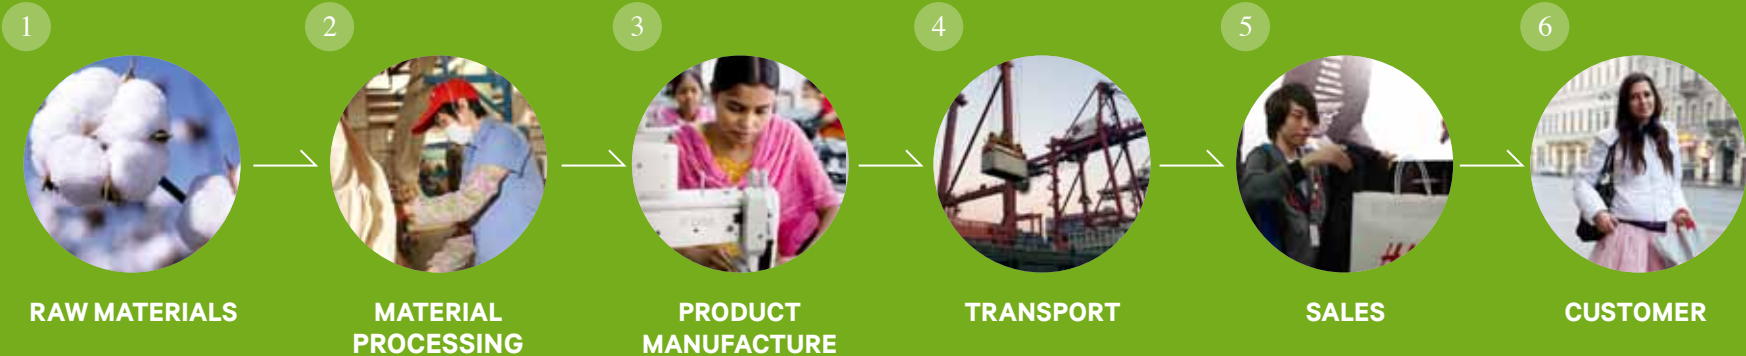 1
2
3
4
5
6
RAW MATERIALS
MATERIAL
PROCESSING
PRODUCT
MANUFACTURE
TRANSPORT
SALES
CUSTOMER